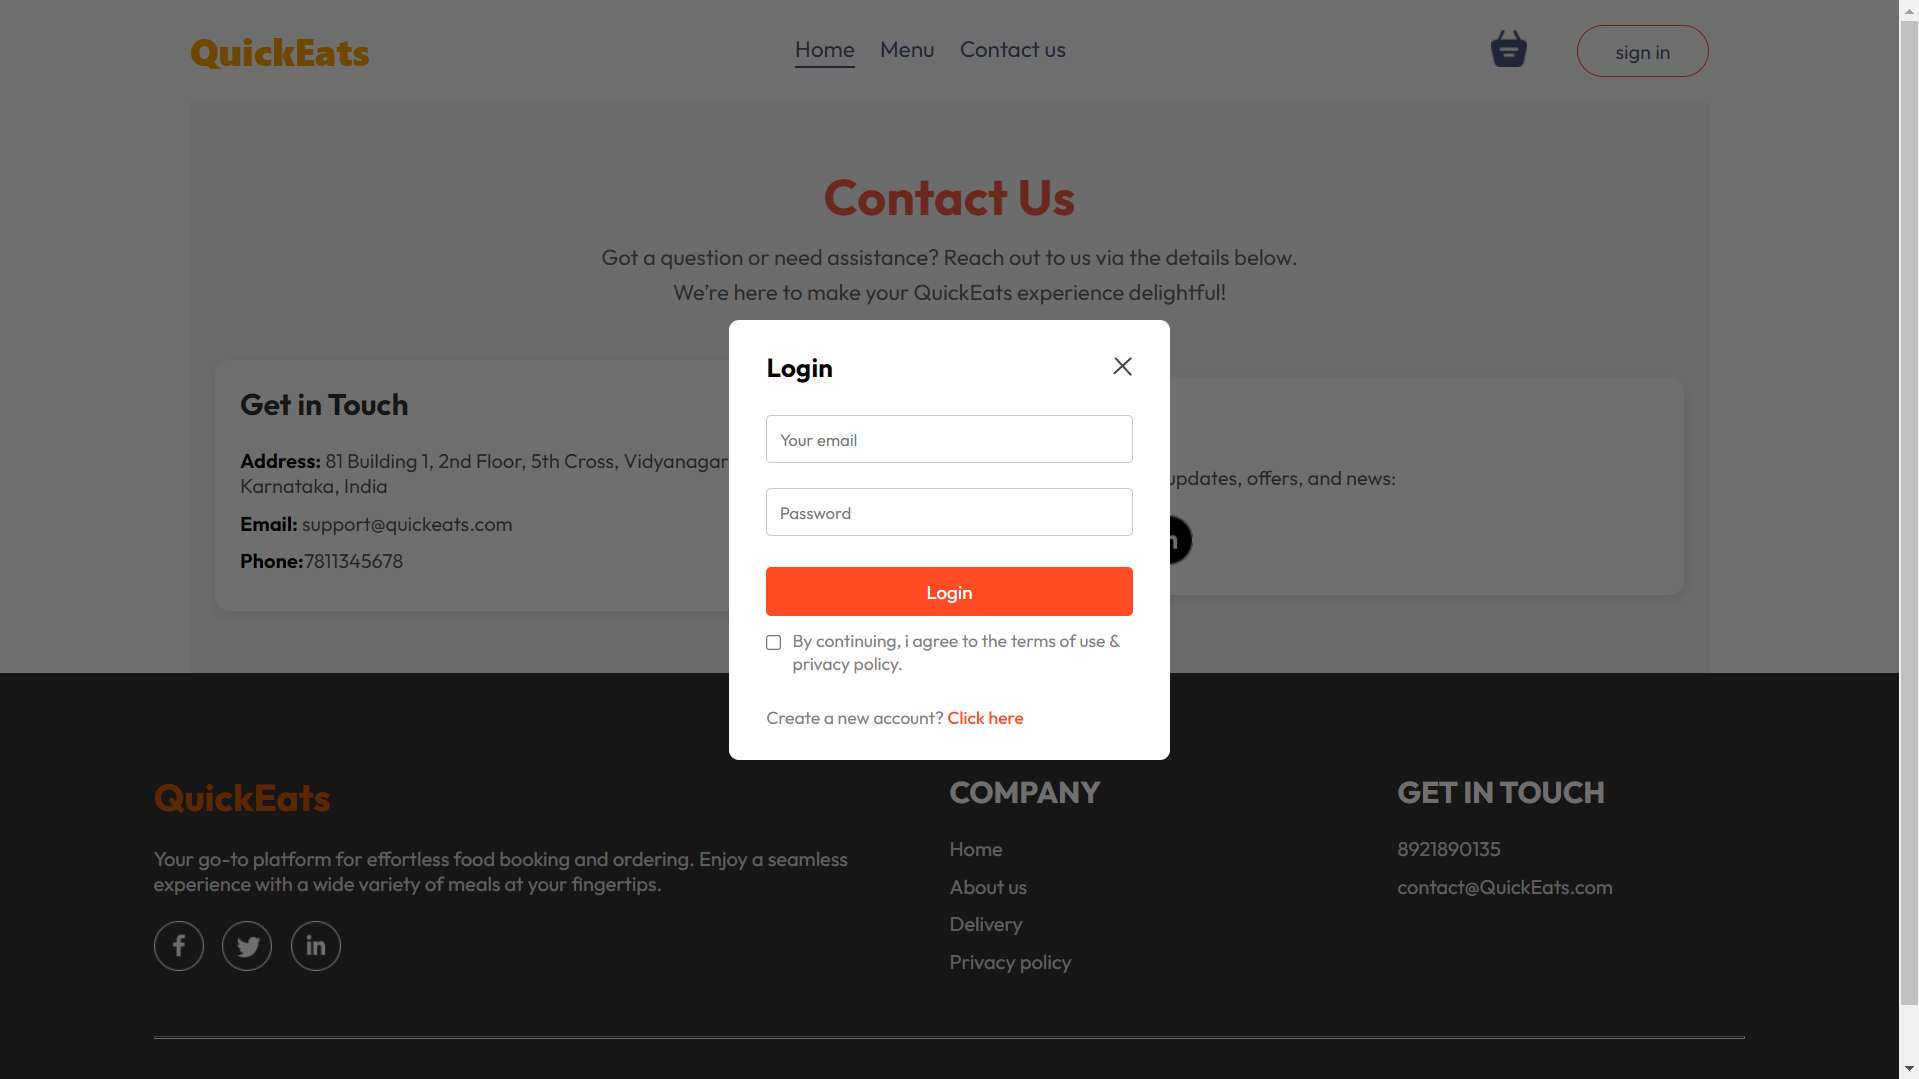 QuickEats
Home
Menu
Contact us
sign in
Contact Us
Got a question or need assistance? Reach out to us via the details below.
We’re here to make your QuickEats experience delightful!
Get in Touch
Address: 81 Building 1, 2nd Floor, 5th Cross, Vidyanagar
Karnataka, India
Email: support@quickeats.com
Phone:7811345678
updates, offers, and news:
Login
Your email
Password
Login
By continuing, i agree to the terms of use &
privacy policy.
Create a new account? Click here
QuickEats
Your go-to platform for effortless food booking and ordering. Enjoy a seamless
experience with a wide variety of meals at your fingertips.
COMPANY
Home
About us
Delivery
Privacy policy
GET IN TOUCH
8921890135
contact@QuickEats.com